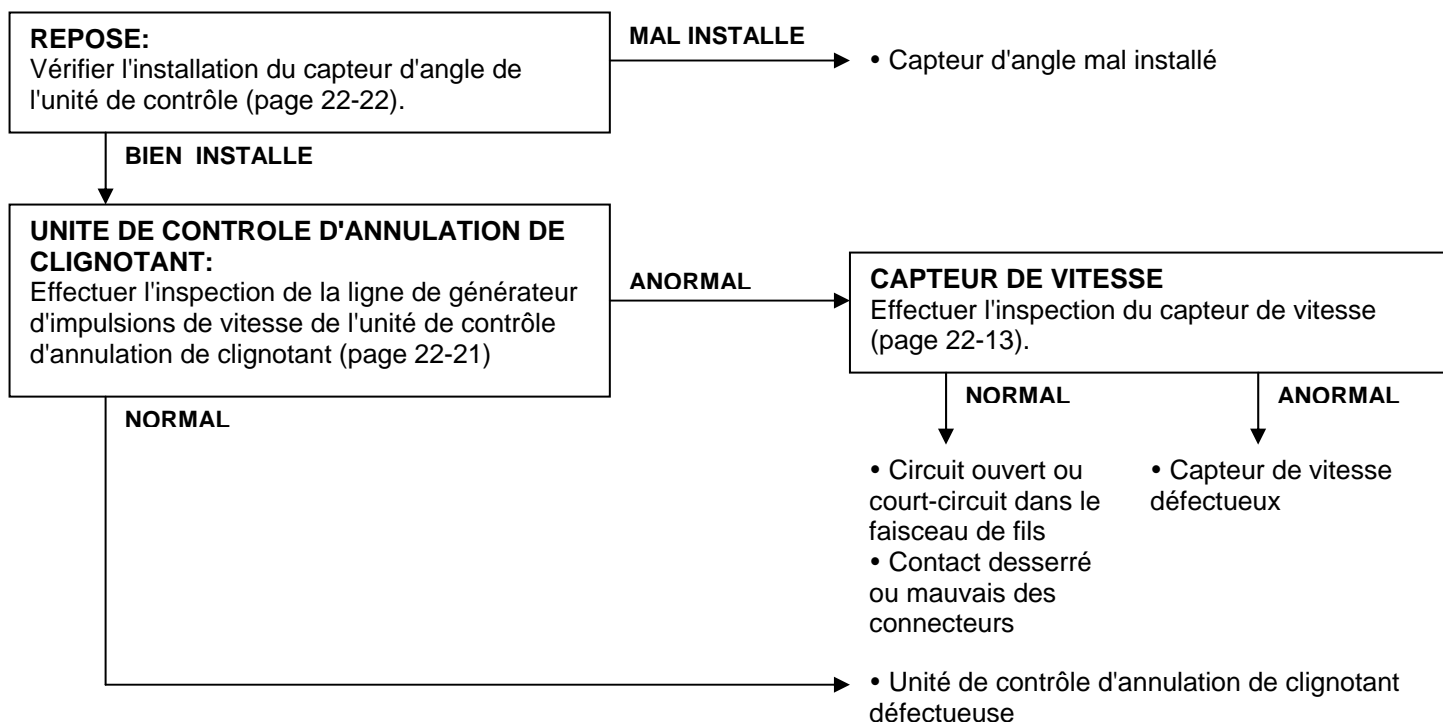 REPOSE:
Vérifier l'installation du capteur d'angle de
l'unité de contrôle (page 22-22).
MAL INSTALLE
• Capteur d'angle mal installé
BIEN INSTALLE
UNITE DE CONTROLE D'ANNULATION DE
CLIGNOTANT:
Effectuer l'inspection de la ligne de générateur
d'impulsions de vitesse de l'unité de contrôle
d'annulation de clignotant (page 22-21)
ANORMAL
CAPTEUR DE VITESSE
Effectuer l'inspection du capteur de vitesse
(page 22-13).
NORMAL
NORMAL
ANORMAL
• Circuit ouvert ou
court-circuit dans le
faisceau de fils
• Contact desserré
ou mauvais des
connecteurs
• Capteur de vitesse
défectueux
• Unité de contrôle d'annulation de clignotant
défectueuse